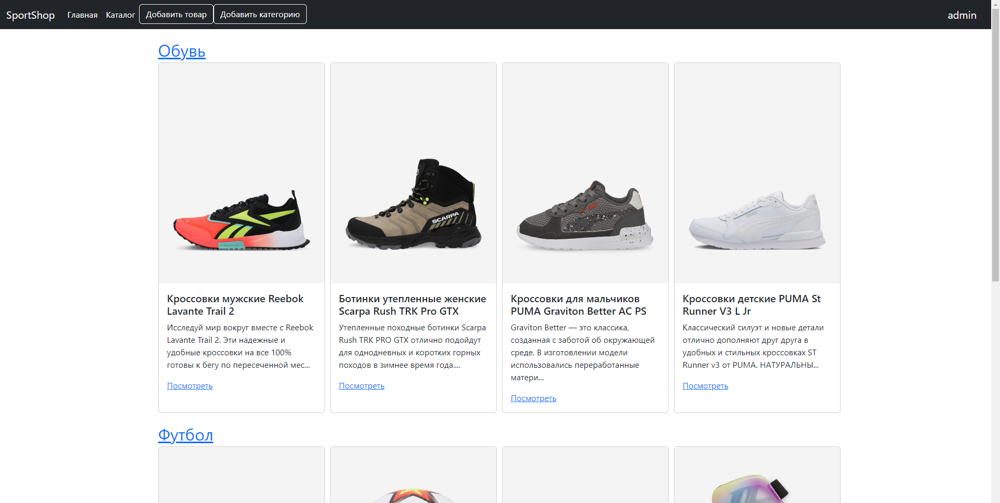 SportShop Главная Каталог Добавить товар Добавить категорию admin
Обувь
SCARPA
Кроссовки мужские Reebok
Lavante Trail 2
Исследуй мир вокруг вместе с Reebok
Lavante Trail 2. Эти надежные и
удобные кроссовки на все 100%
готовы к бегу по пересеченной мес...
Посмотреть
Ботинки утепленные женские
Scarpa Rush TRK Pro GTX
Утепленные походные ботинки Scarpa
Rush TRK PRO GTX отлично подойдут
для однодневных и коротких горных
походов в зимнее время года....
Посмотреть
Кроссовки для мальчиков
PUMA Graviton Better AC PS
Graviton Better — это классика,
созданная с заботой об окружающей
среде. В изготовлении модели
использовались переработанные
матери...
Посмотреть
Кроссовки детские PUMA St
Runner V3 L Jr
Классический силуэт и новые детали
отлично дополняют друг друга в
удобных и стильных кроссовках ST
Runner v3 от PUMA. НАТУРАЛЬНЫ...
Посмотреть
Футбол